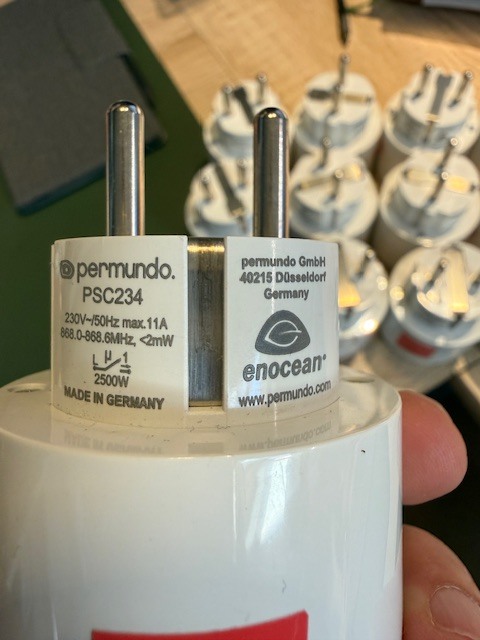 permundo.
PSC234
230V~/50Hz max.11A
868.0-868.6MHz, <2mW
μ
1
2500W
MADE IN GERMANY
permundo GmbH
40215 Düsseldorf
Germany
enocean®
www.permundo.com